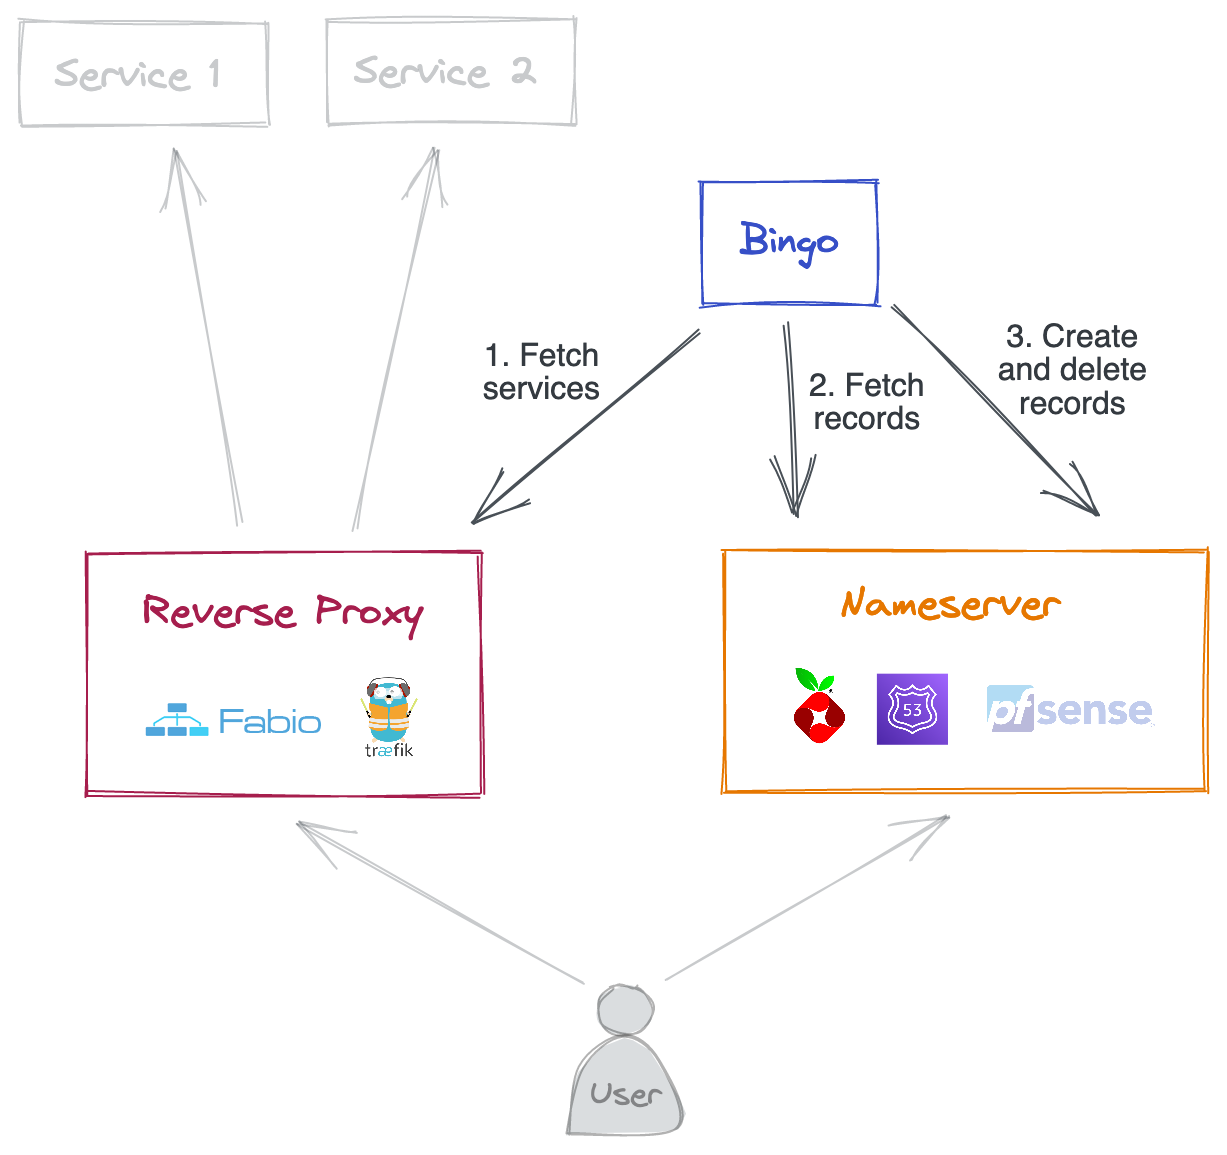 Service 1
Service 2
Bingo
1. Fetch
services
2. Fetch
records
3. Create
and delete
records
Reverse Proxy
Fabio
træfik
Nameserver
53
pfsense
User